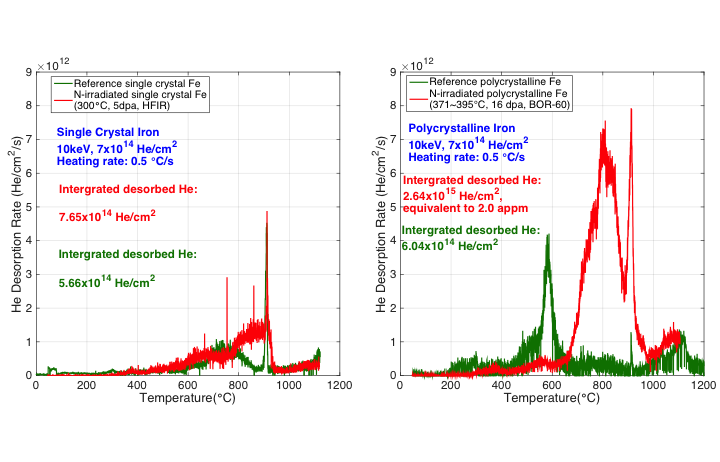 ×10^12
9
8
7
6
5
4
3
2
1
0
He Desorption Rate (He/cm^2/s)
Reference single crystal Fe
N-irradiated single crystal Fe
(300°C, 5dpa, HFIR)
Single Crystal Iron
10keV, 7x10^14 He/cm^2
Heating rate: 0.5 °C/s
Intergrated desorbed He:
7.65x10^14 He/cm^2
Intergrated desorbed He:
5.66x10^14 He/cm^2
0 200 400 600 800 1000 1200
Temperature(°C)
×10^12
9
8
7
6
5
4
3
2
1
0
He Desorption Rate (He/cm^2/s)
Reference polycrystalline Fe
N-irradiated polycrystalline Fe
(371~395°C, 16 dpa, BOR-60)
Polycrystalline Iron
10keV, 7x10^14 He/cm^2
Heating rate: 0.5 °C/s
Intergrated desorbed He:
2.64x10^15 He/cm^2,
equivalent to 2.0 appm
Intergrated desorbed He:
6.04x10^14 He/cm^2
0 200 400 600 800 1000 1200
Temperature(°C)